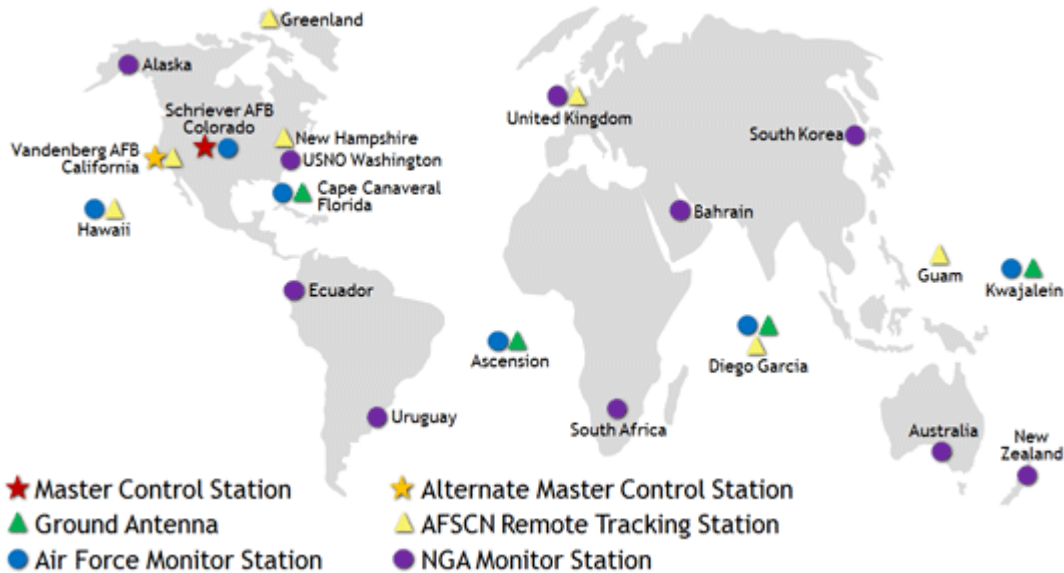 Greenland
Alaska
Schriever AFB
Colorado
United Kingdom
South Korea
New Hampshire
USNO Washington
Vandenberg AFB
California
Cape Canaveral
Florida
Hawaii
Bahrain
Guam
Kwajalein
Ecuador
Ascension
Diego Garcia
Uruguay
South Africa
Australia
New
Zealand
Master Control Station
Alternate Master Control Station
Ground Antenna
AFSCN Remote Tracking Station
Air Force Monitor Station
NGA Monitor Station